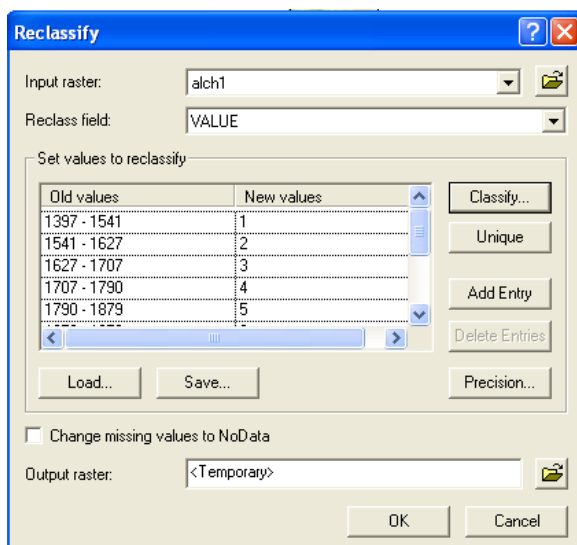 Reclassify
Input raster: alch1
Reclass field: VALUE
Set values to reclassify
Old values New values
1397 - 1541 1
1541 - 1627 2
1627 - 1707 3
1707 - 1790 4
1790 - 1879 5
Classify...
Unique
Add Entry
Delete Entries
Load... Save... Precision...
Change missing values to NoData
Output raster: <Temporary>
OK Cancel